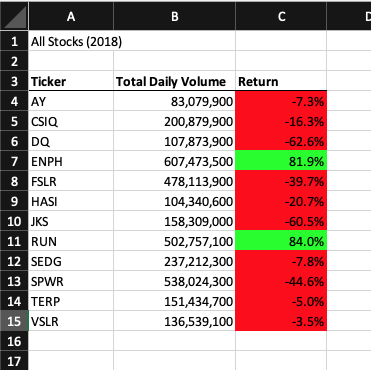 A B C
1 All Stocks (2018)
2
3 Ticker Total Daily Volume Return
4 AY 83,079,900 -7.3%
5 CSIQ 200,879,900 -16.3%
6 DQ 107,873,900 -62.6%
7 ENPH 607,473,500 81.9%
8 FSLR 478,113,900 -39.7%
9 HASI 104,340,600 -20.7%
10 JKS 158,309,000 -60.5%
11 RUN 502,757,100 84.0%
12 SEDG 237,212,300 -7.8%
13 SPWR 538,024,300 -44.6%
14 TERP 151,434,700 -5.0%
15 VSLR 136,539,100 -3.5%
16
17